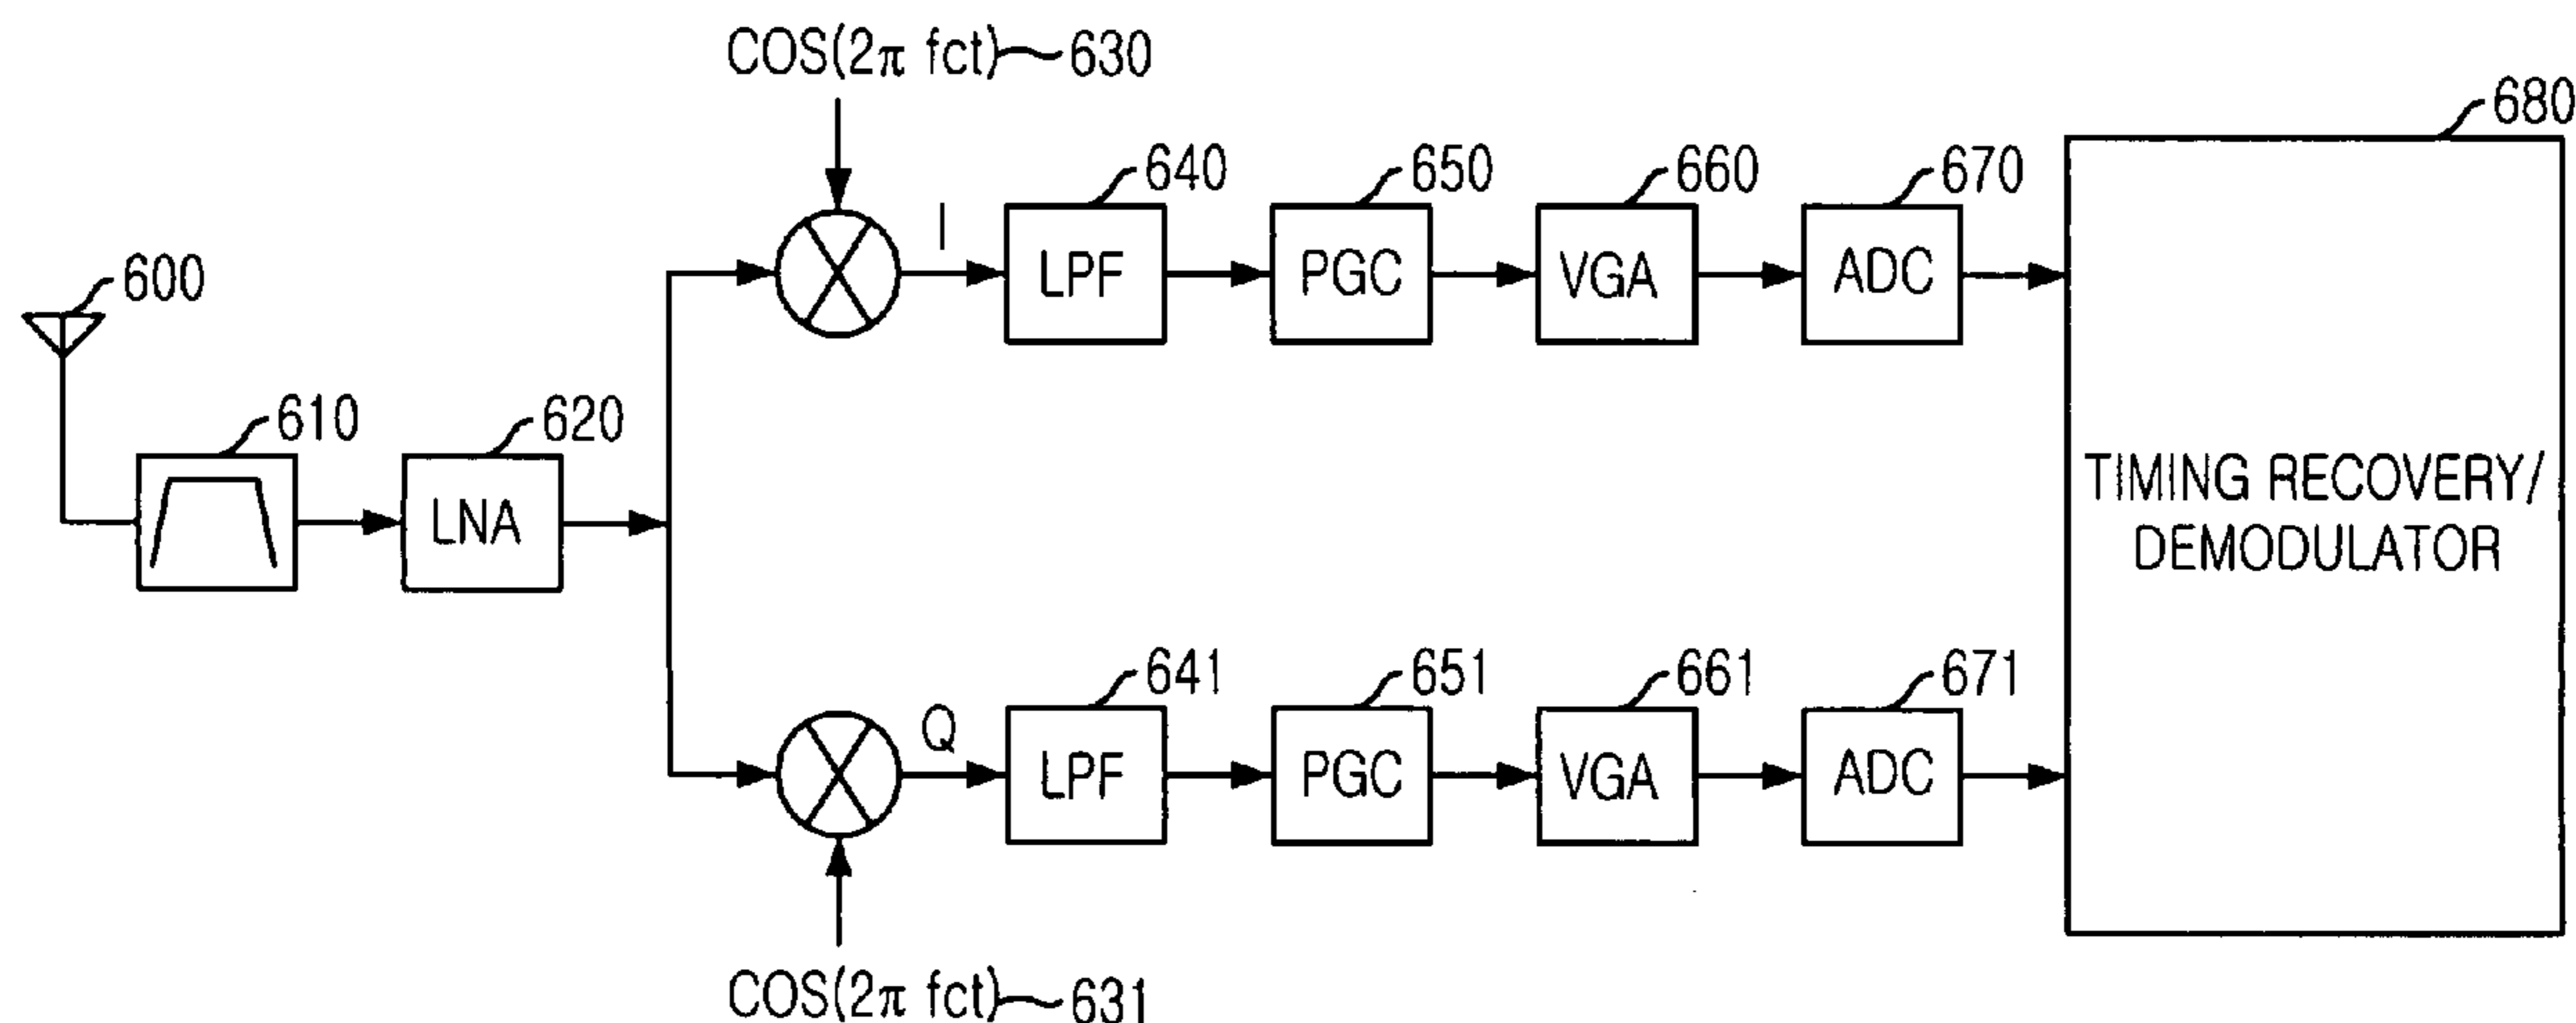 COS(2π fct) 630
680
640
650
660
670
I
LPF
PGC
VGA
ADC
600
610
620
LNA
TIMING RECOVERY/
DEMODULATOR
641
651
661
671
Q
LPF
PGC
VGA
ADC
COS(2π fct) 631